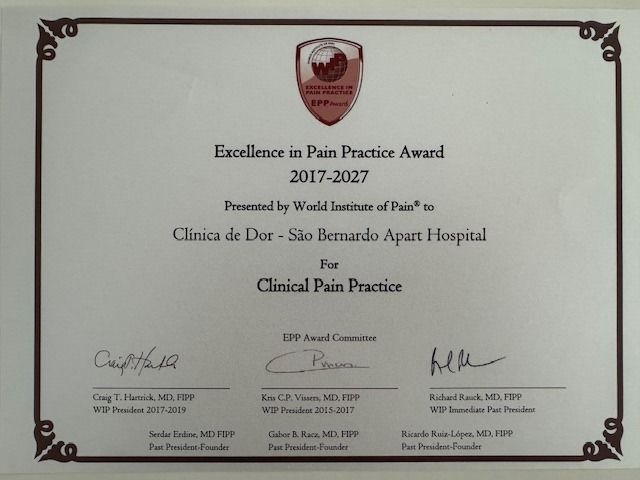 WIP
EXCELLENCE IN
PAIN PRACTICE
EPP Award
Excellence in Pain Practice Award
2017-2027
Presented by World Institute of Pain® to
Clínica de Dor - São Bernardo Apart Hospital
For
Clinical Pain Practice
EPP Award Committee
Craig T. Hartrick, MD, FIPP
WIP President 2017-2019
Kris C.P. Vissers, MD, FIPP
WIP President 2015-2017
Richard Rauck, MD, FIPP
WIP Immediate Past President
Serdar Erdine, MD FIPP
Past President-Founder
Gabor B. Racz, MD, FIPP
Past President-Founder
Ricardo Ruiz-López, MD, FIPP
Past President-Founder